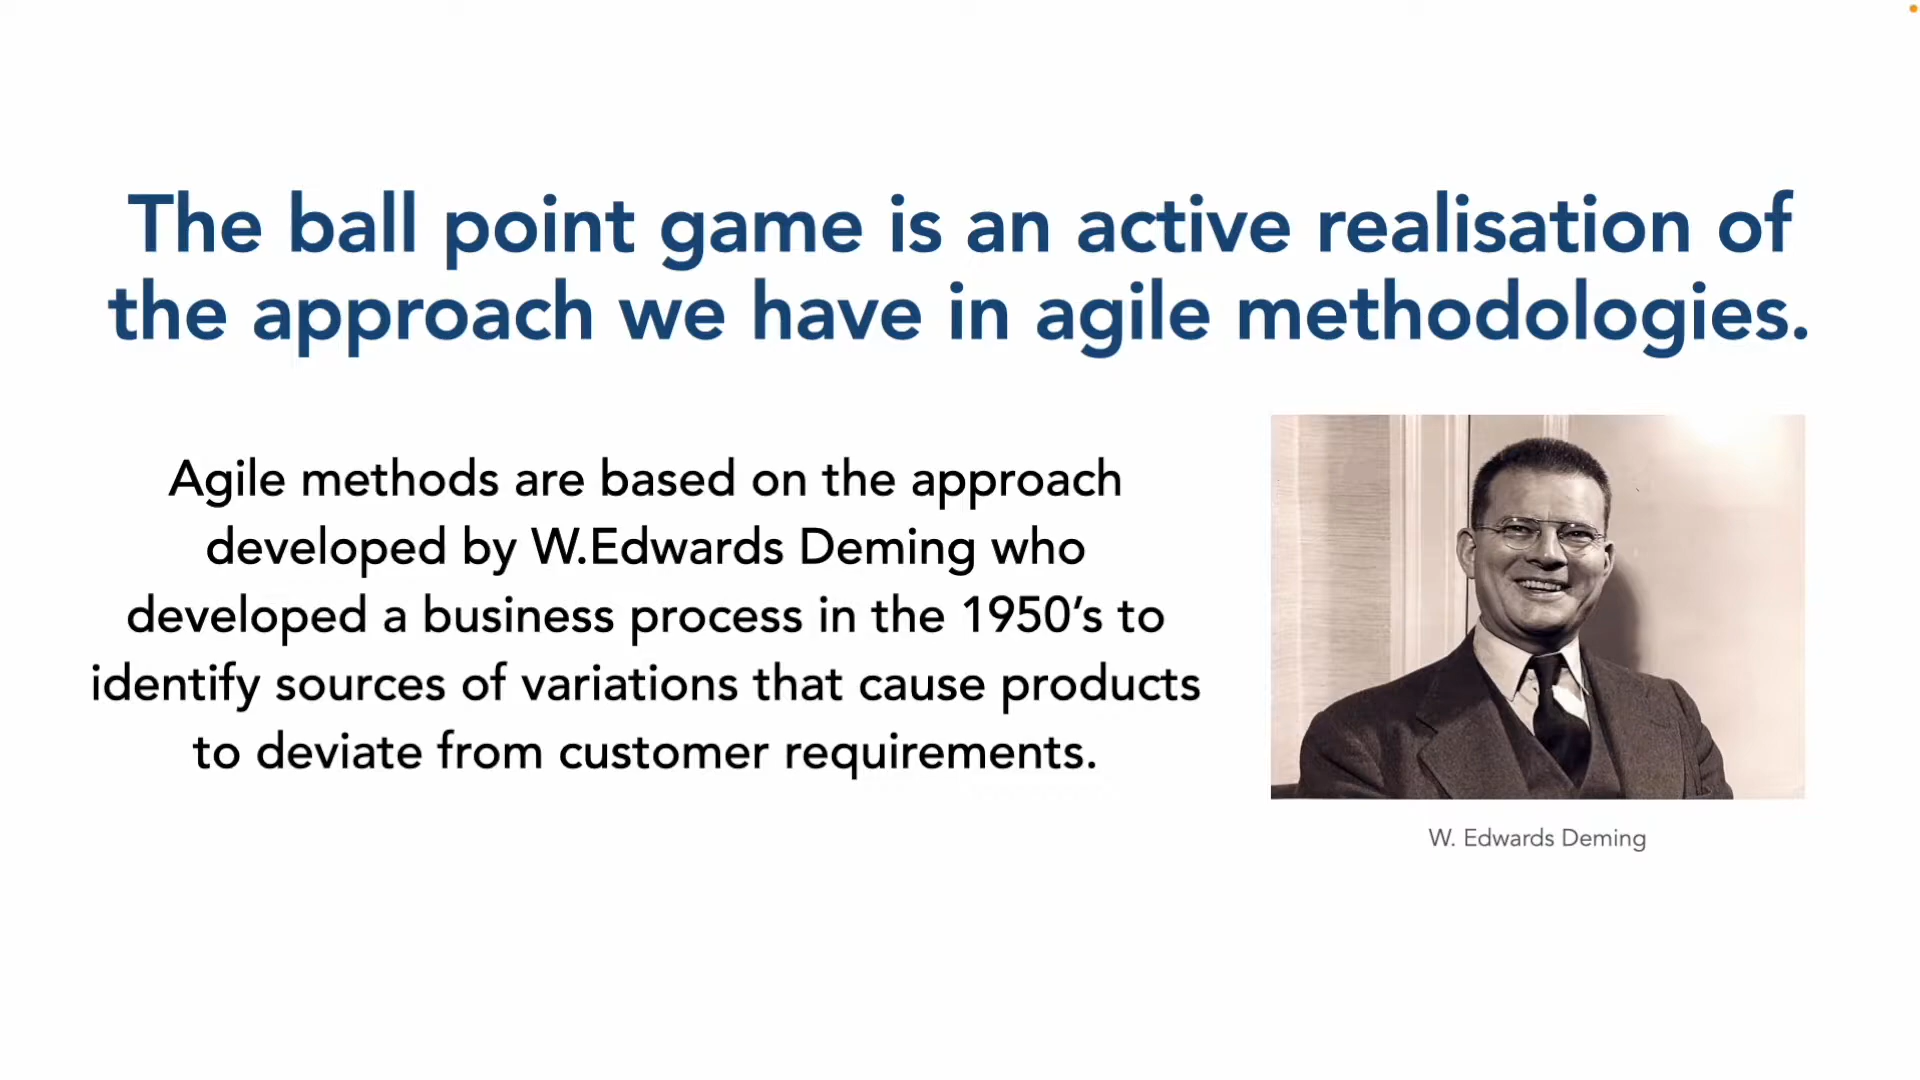 The ball point game is an active realisation of
the approach we have in agile methodologies.
Agile methods are based on the approach
developed by W.Edwards Deming who
developed a business process in the 1950’s to
identify sources of variations that cause products
to deviate from customer requirements.
W. Edwards Deming